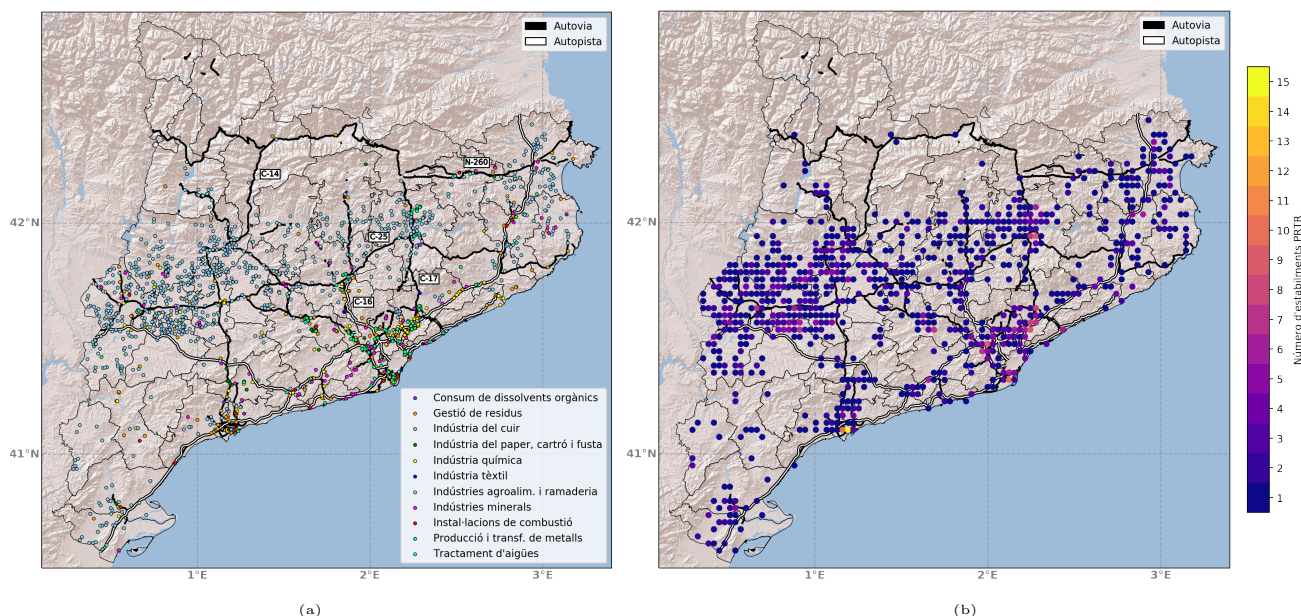 Autovia
Autopista
N-260
C-14
42°N
C-25
C-17
C-16
41°N
Consum de dissolvents orgànics
Gestió de residus
Indústria del cuir
Indústria del paper, cartró i fusta
Indústria química
Indústria tèxtil
Indústries agroalim. i ramaderia
Indústries minerals
Instal·lacions de combustió
Producció i transf. de metalls
Tractament d'aigües
1°E
2°E
3°E
(a)
Autovia
Autopista
42°N
41°N
1°E
2°E
3°E
(b)
15
14
13
12
11
10
9
8
7
6
5
4
3
2
1
Número d'establiments PRTR